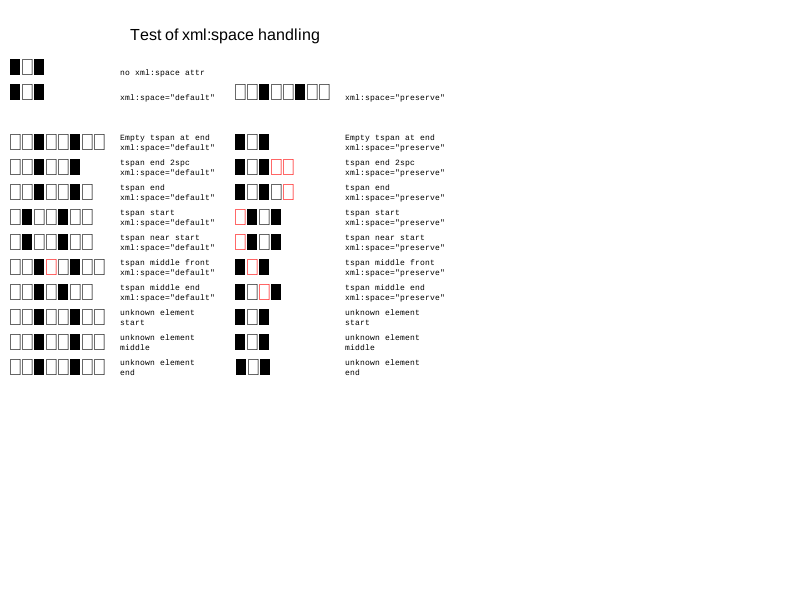 Test of xml:space handling
no xml:space attr
xml:space="default"
xml:space="preserve"
Empty tspan at end
xml:space="default"
Empty tspan at end
xml:space="preserve"
tspan end 2spc
xml:space="default"
tspan end 2spc
xml:space="preserve"
tspan end
xml:space="default"
tspan end
xml:space="preserve"
tspan start
xml:space="default"
tspan start
xml:space="preserve"
tspan near start
xml:space="default"
tspan near start
xml:space="preserve"
tspan middle front
xml:space="default"
tspan middle front
xml:space="preserve"
tspan middle end
xml:space="default"
tspan middle end
xml:space="preserve"
unknown element
start
unknown element
start
unknown element
middle
unknown element
middle
unknown element
end
unknown element
end